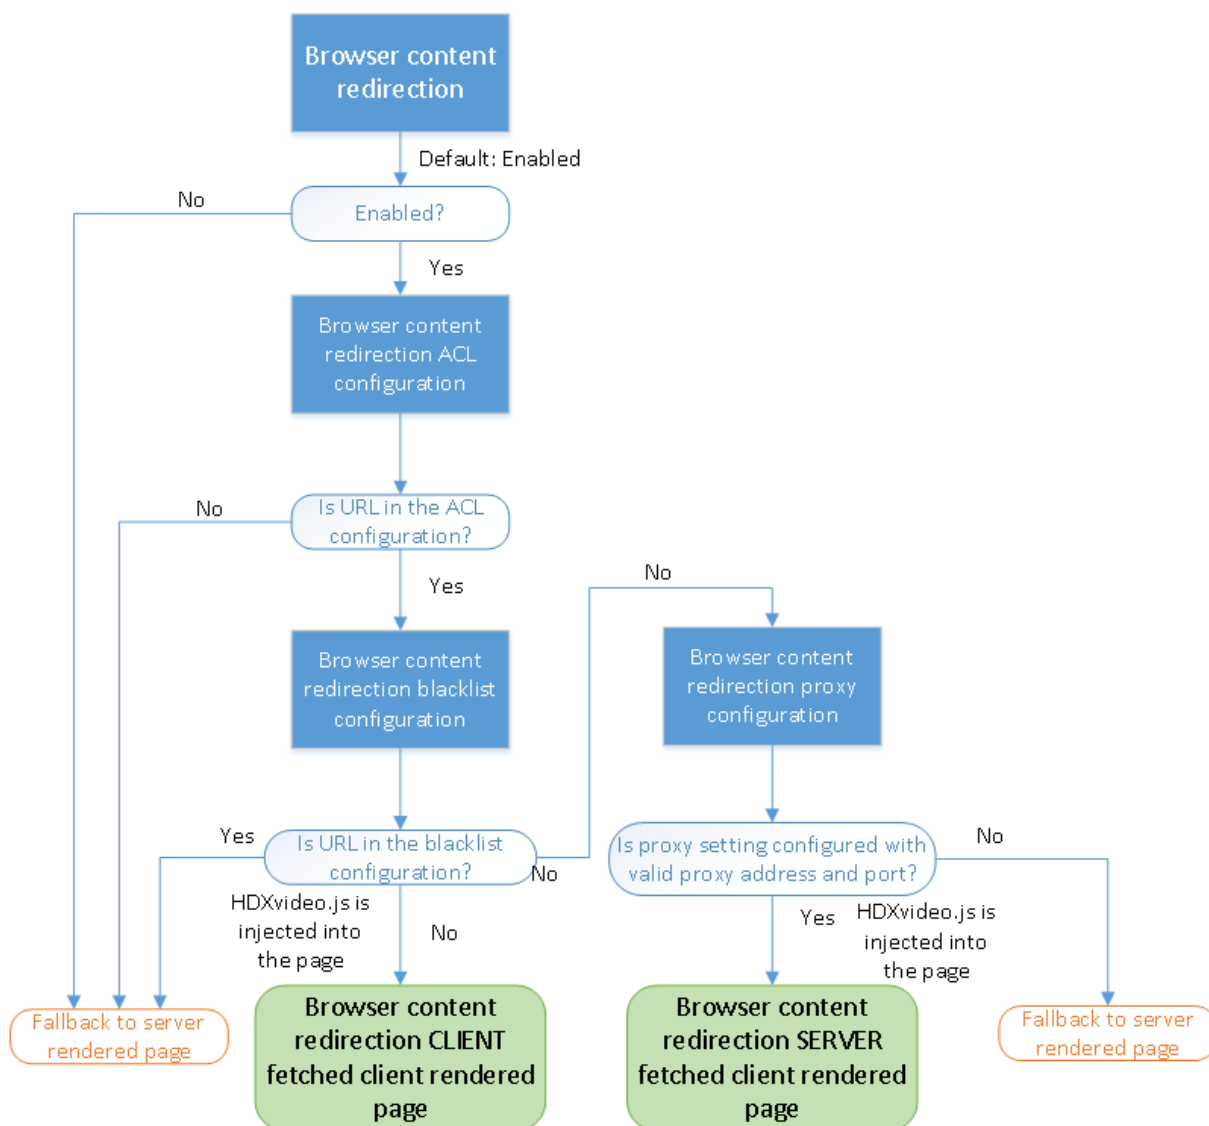 Browser content
redirection
Default: Enabled
No
Enabled?
Yes
Browser content
redirection ACL
configuration
No
Is URL in the ACL
configuration?
Yes
No
Browser content
redirection blacklist
configuration
Browser content
redirection proxy
configuration
Yes
Is URL in the blacklist
configuration?
No
Is proxy setting configured with
valid proxy address and port?
No
HDXvideo.js is
injected into
the page
No
Yes
HDXvideo.js is
injected into
the page
Fallback to server
rendered page
Browser content
redirection CLIENT
fetched client rendered
page
Browser content
redirection SERVER
fetched client rendered
page
Fallback to server
rendered page